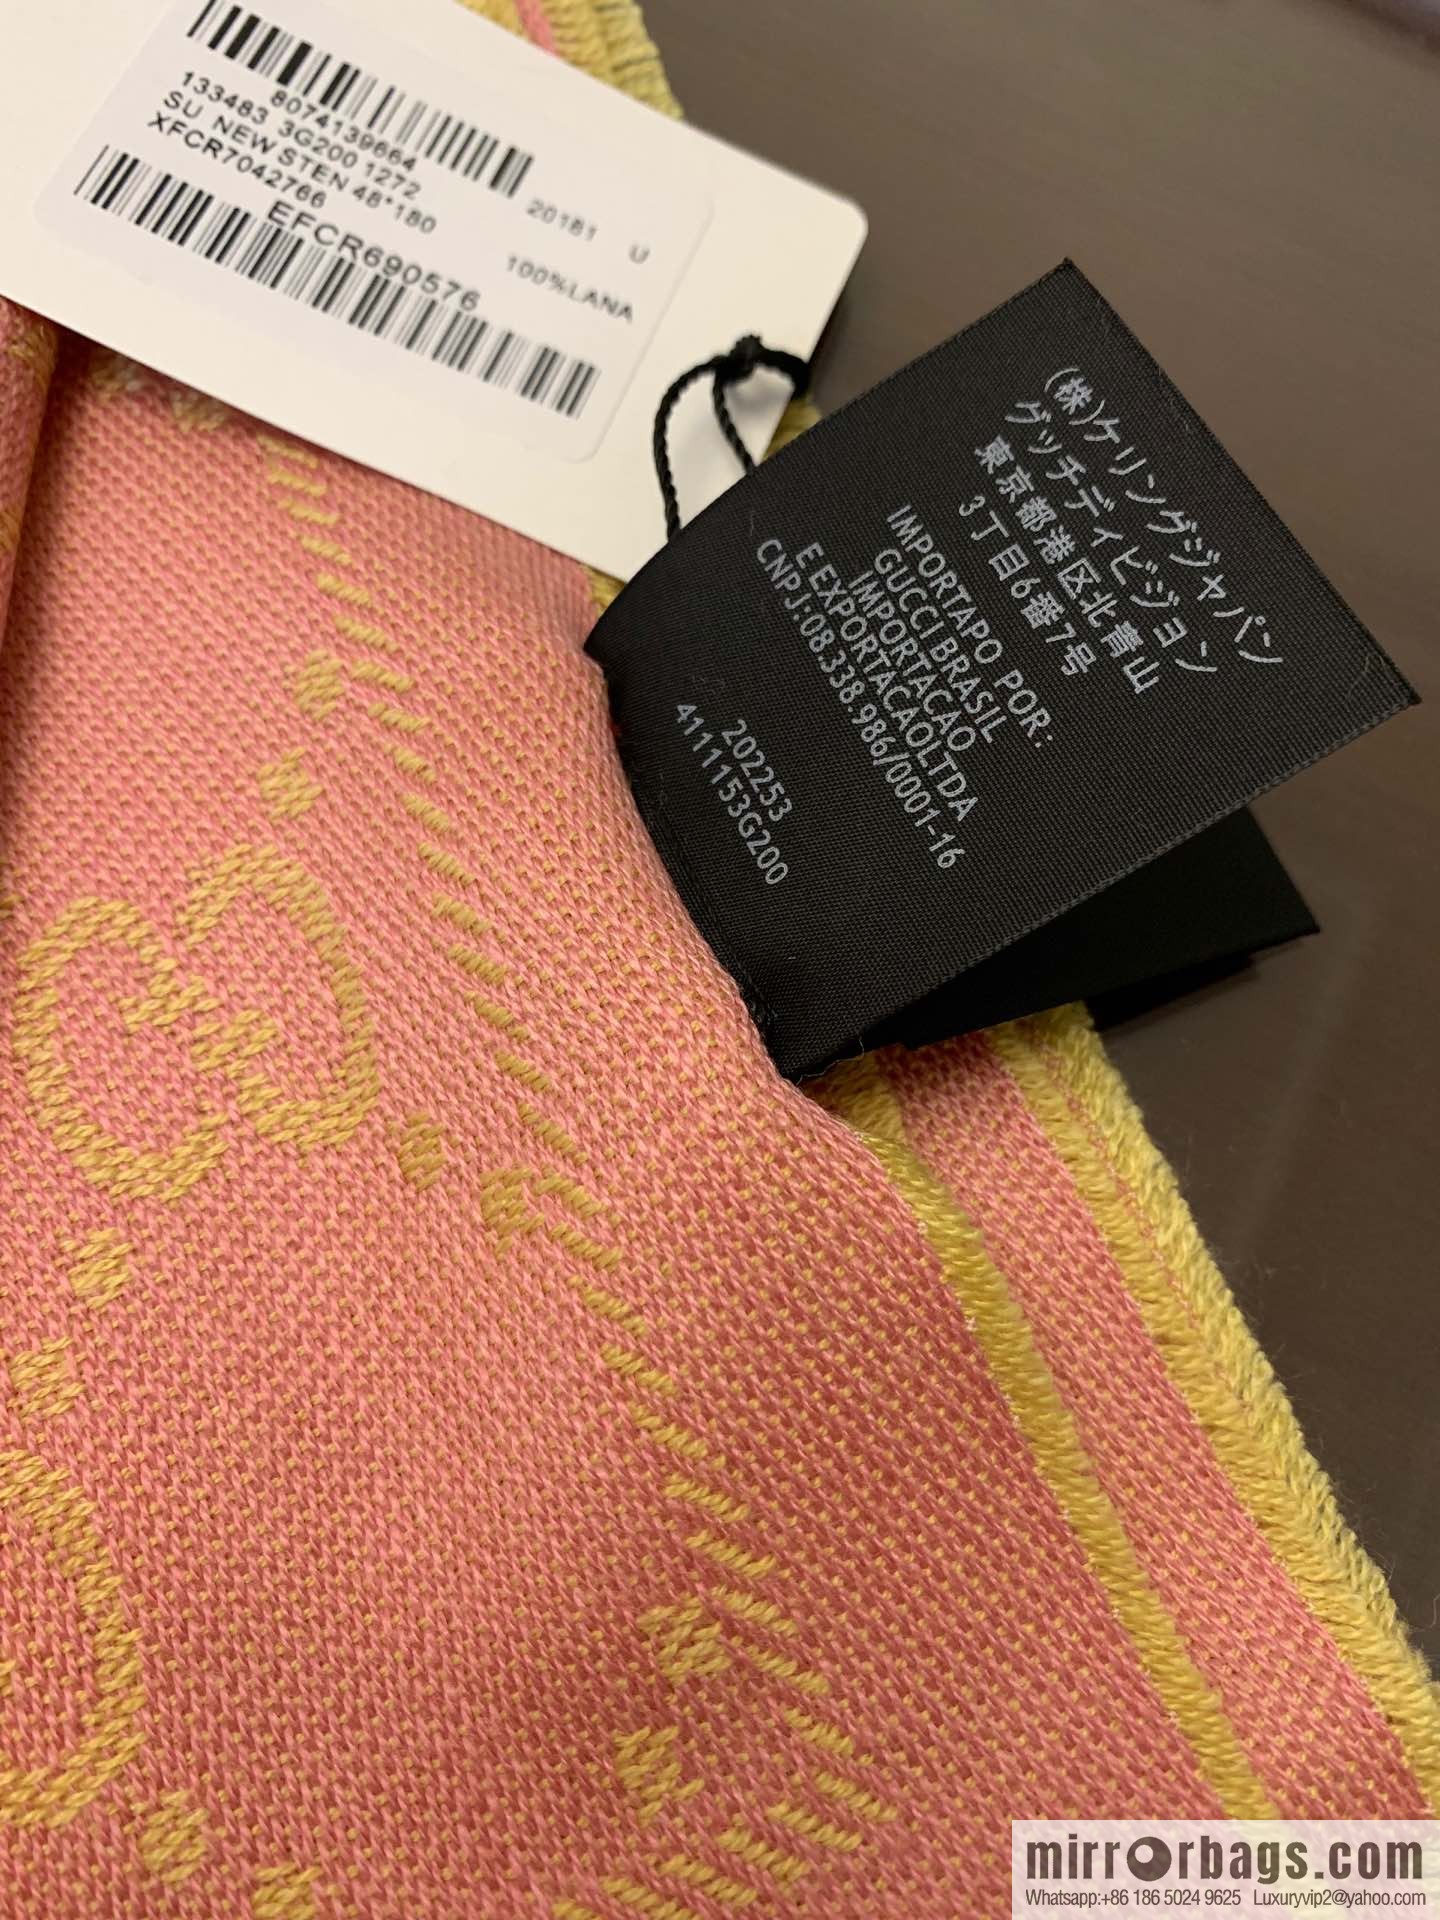 8074139664
133483 3G200 1272
SU NEW STEN 48*180
XFCR7042766
20181 U
100%LANA
EFCR690576
(株)ケリングジャパン
グッチディビジョン
東京都港区北青山
3丁目6番7号
IMPORTAPO POR:
GUCCI BRASIL
IMPORTACAO
E EXPORTACAOLTDA
CNPJ:08.338.986/0001-16
202253
4111153G200
mirrorbags.com
Whatsapp:+86 186 5024 9625 Luxuryvip2@yahoo.com